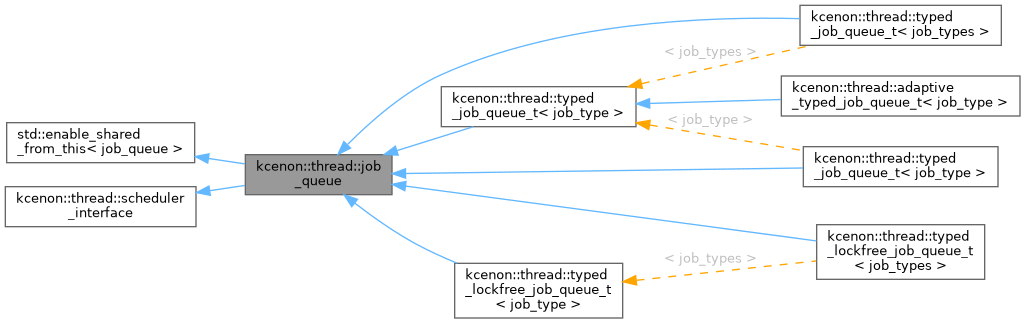 kcenon::thread::typed
_job_queue_t< job_types >
< job_types >
kcenon::thread::typed
_job_queue_t< job_type >
kcenon::thread::adaptive
_typed_job_queue_t< job_type >
< job_type >
std::enable_shared
_from_this< job_queue >
kcenon::thread::job
_queue
kcenon::thread::typed
_job_queue_t< job_type >
kcenon::thread::scheduler
_interface
kcenon::thread::typed
_lockfree_job_queue_t
< job_types >
< job_types >
kcenon::thread::typed
_lockfree_job_queue_t
< job_type >